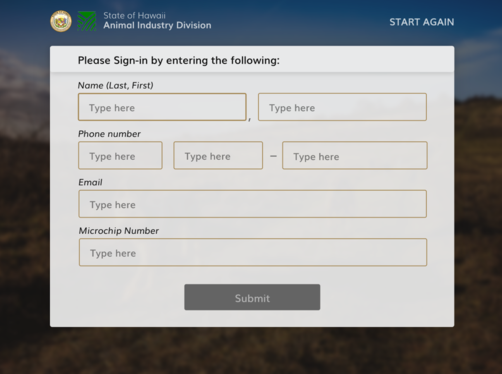 State of Hawaii
Animal Industry Division
START AGAIN
Please Sign-in by entering the following:
Name (Last, First)
Type here , Type here
Phone number
Type here Type here – Type here
Email
Type here
Microchip Number
Type here
Submit